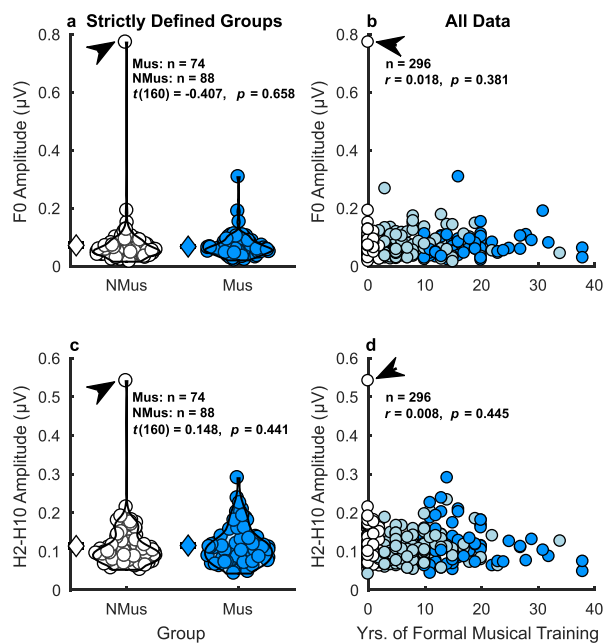 a Strictly Defined Groups
b All Data
0.8
0.6
0.4
0.2
0
F0 Amplitude (µV)
Mus: n = 74
NMus: n = 88
t(160) = -0.407, p = 0.658
NMus Mus
0.8
0.6
0.4
0.2
0
F0 Amplitude (µV)
n = 296
r = 0.018, p = 0.381
0 10 20 30 40
c
0.6
0.5
0.4
0.3
0.2
0.1
0
H2-H10 Amplitude (µV)
Mus: n = 74
NMus: n = 88
t(160) = 0.148, p = 0.441
NMus Mus
Group
d
0.6
0.5
0.4
0.3
0.2
0.1
0
H2-H10 Amplitude (µV)
n = 296
r = 0.008, p = 0.445
0 10 20 30 40
Yrs. of Formal Musical Training